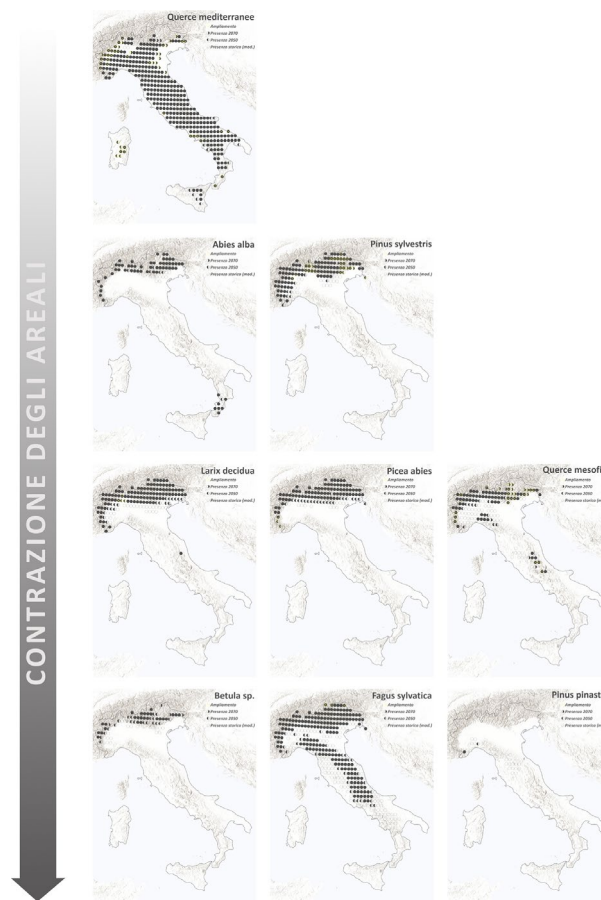 CONTRAZIONE DEGLI AREALI
Querce mediterranee
Ampliamento
Presenza 2070
Presenza 2050
Presenza storica (mod.)
Abies alba
Ampliamento
Presenza 2070
Presenza 2050
Presenza storica (mod.)
Pinus sylvestris
Ampliamento
Presenza 2070
Presenza 2050
Presenza storica (mod.)
Larix decidua
Ampliamento
Presenza 2070
Presenza 2050
Presenza storica (mod.)
Picea abies
Ampliamento
Presenza 2070
Presenza 2050
Presenza storica (mod.)
Querce mesofi
Ampliamento
Presenza 2070
Presenza 2050
Presenza storica (m
Betula sp.
Ampliamento
Presenza 2070
Presenza 2050
Presenza storica (mod.)
Fagus sylvatica
Ampliamento
Presenza 2070
Presenza 2050
Presenza storica (mod.)
Pinus pinast
Ampliamento
Presenza 2070
Presenza 2050
Presenza storica (m